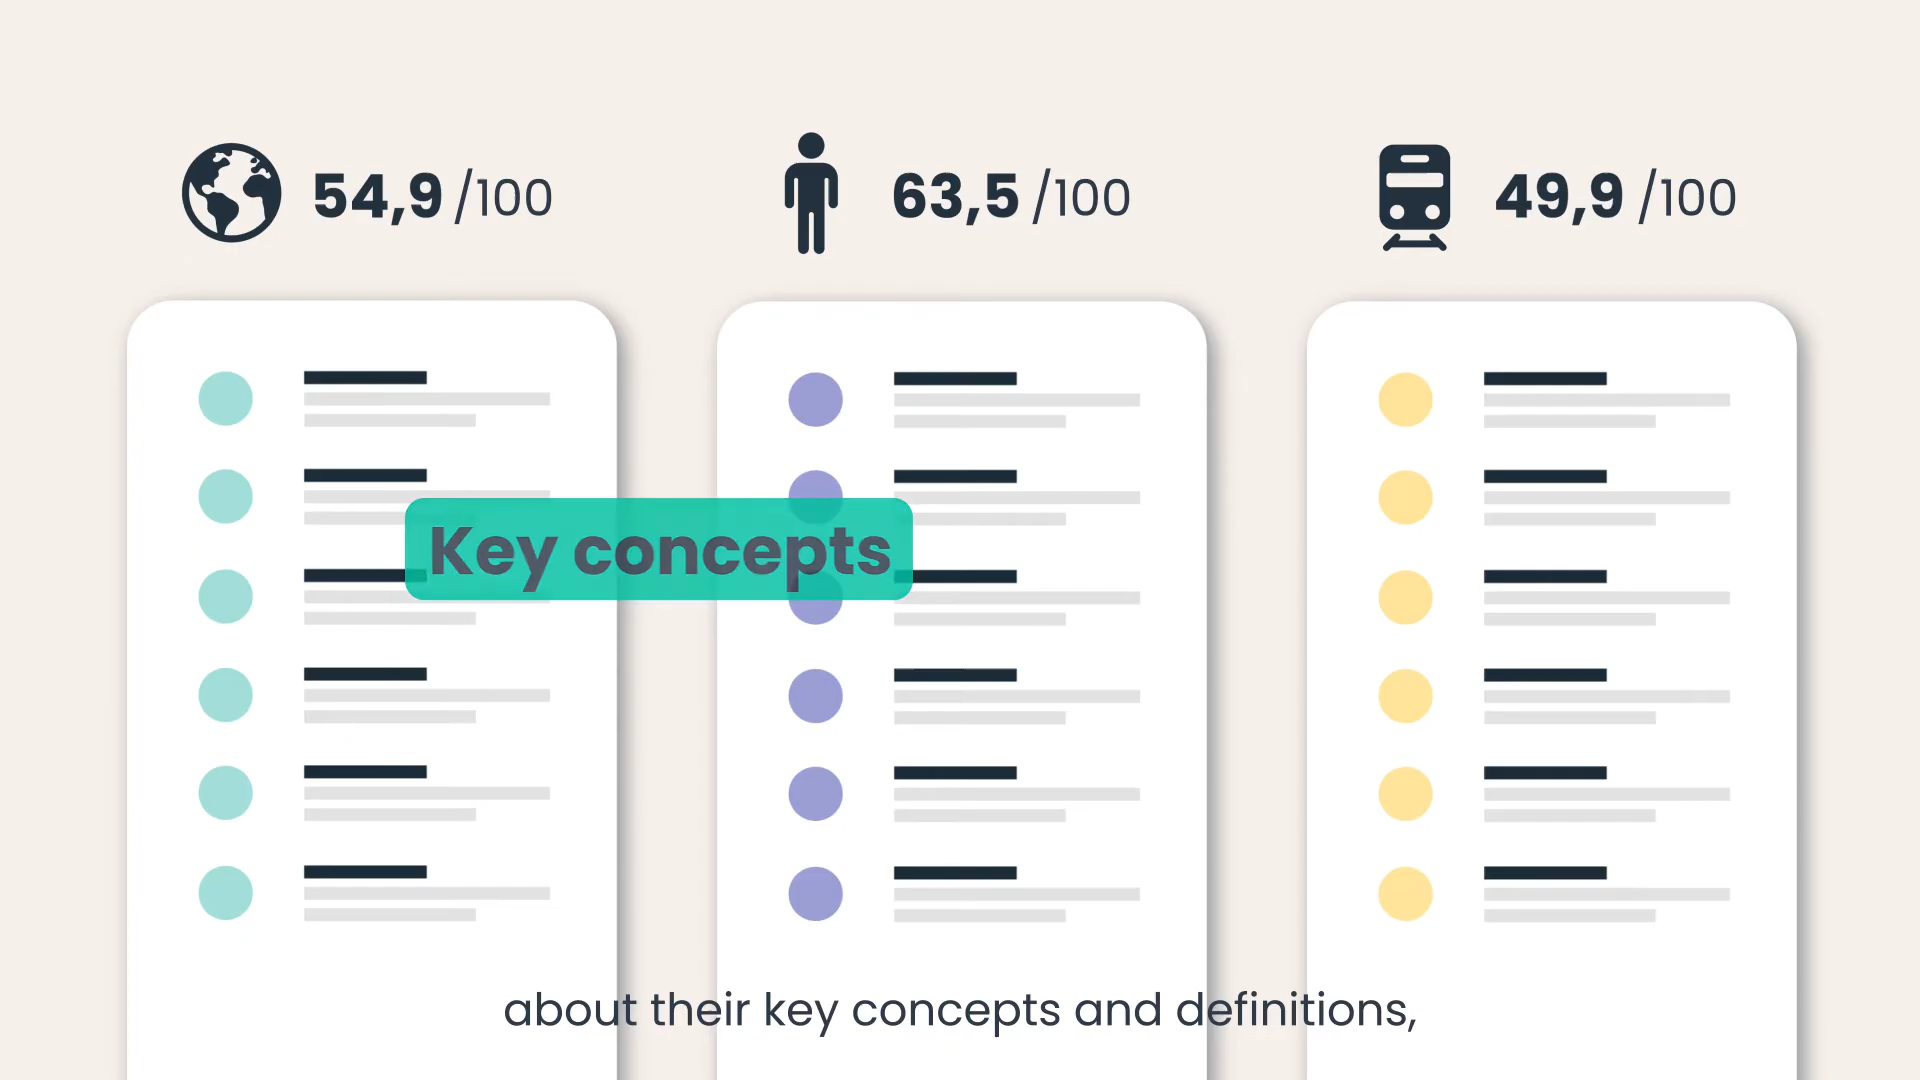 54,9 /100
63,5 /100
49,9 /100
Key concepts
about their key concepts and definitions,